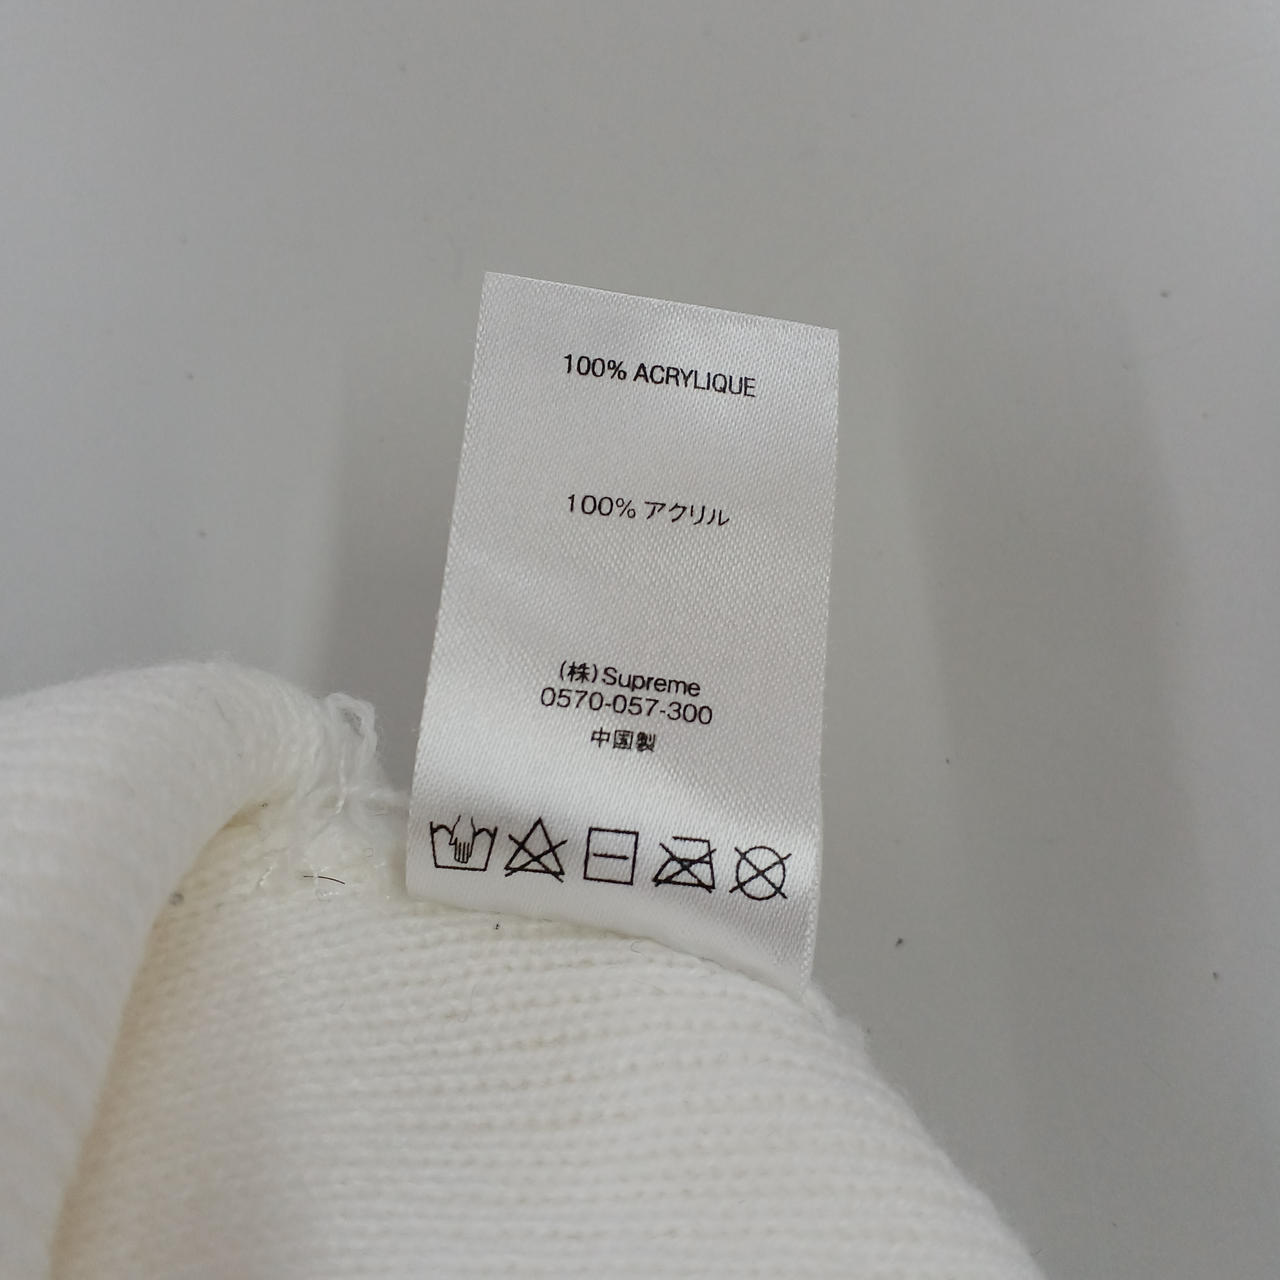 100% ACRYLIQUE
100% アクリル
(株)Supreme
0570-057-300
中国製